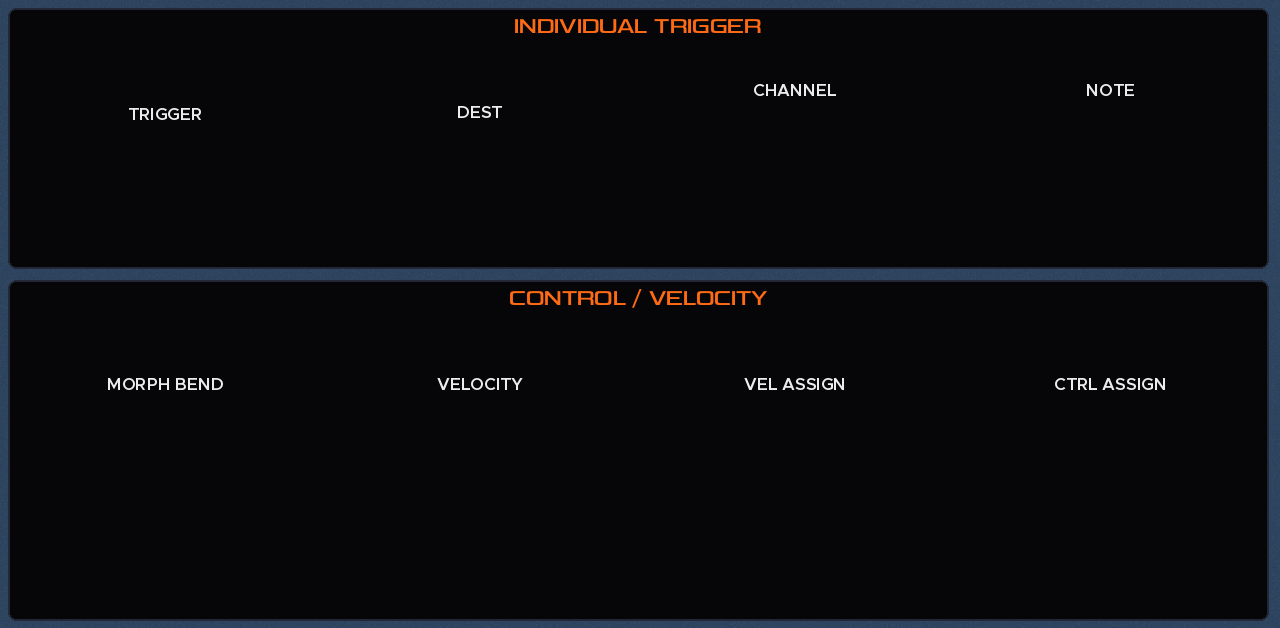 INDIVIDUAL TRIGGER
TRIGGER
DEST
CHANNEL
NOTE
CONTROL / VELOCITY
MORPH BEND
VELOCITY
VEL ASSIGN
CTRL ASSIGN